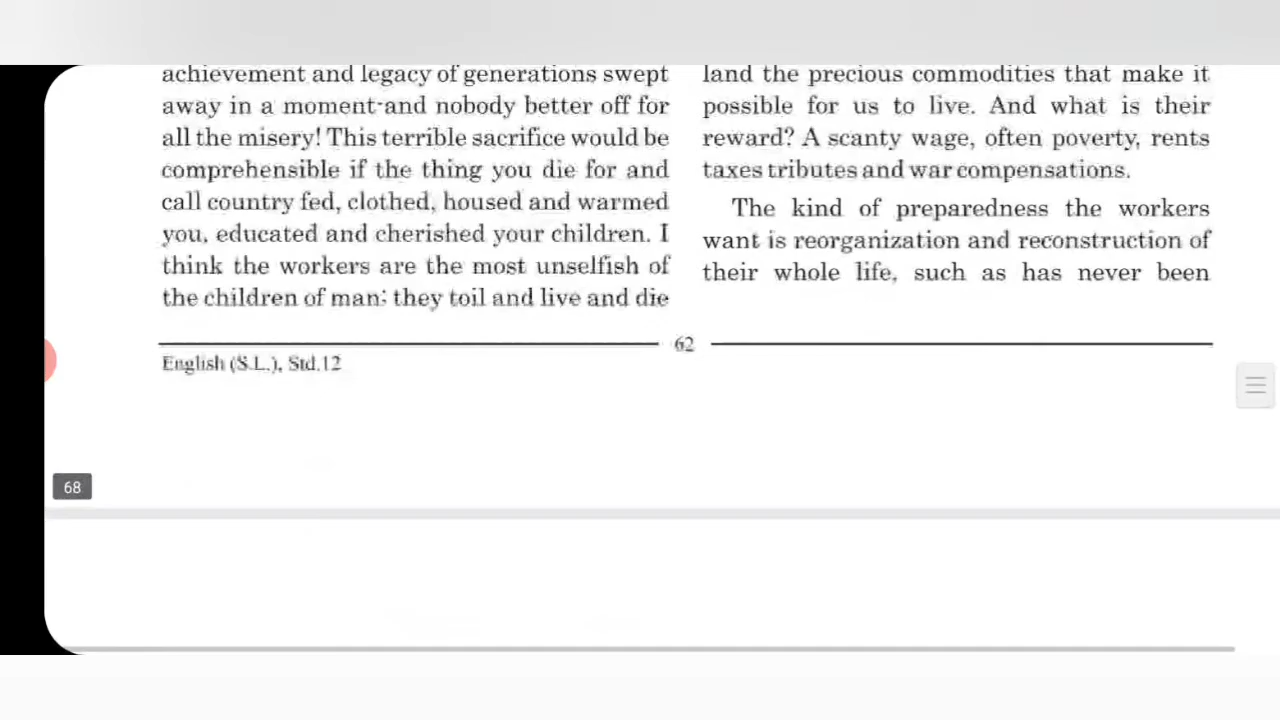 achievement and legacy of generations swept
away in a moment-and nobody better off for
all the misery! This terrible sacrifice would be
comprehensible if the thing you die for and
call country fed, clothed, housed and warmed
you, educated and cherished your children. I
think the workers are the most unselfish of
the children of man; they toil and live and die
land the precious commodities that make it
possible for us to live. And what is their
reward? A scanty wage, often poverty, rents
taxes tributes and war compensations.
The kind of preparedness the workers
want is reorganization and reconstruction of
their whole life, such as has never been
62
English (S.L.), Std.12
68